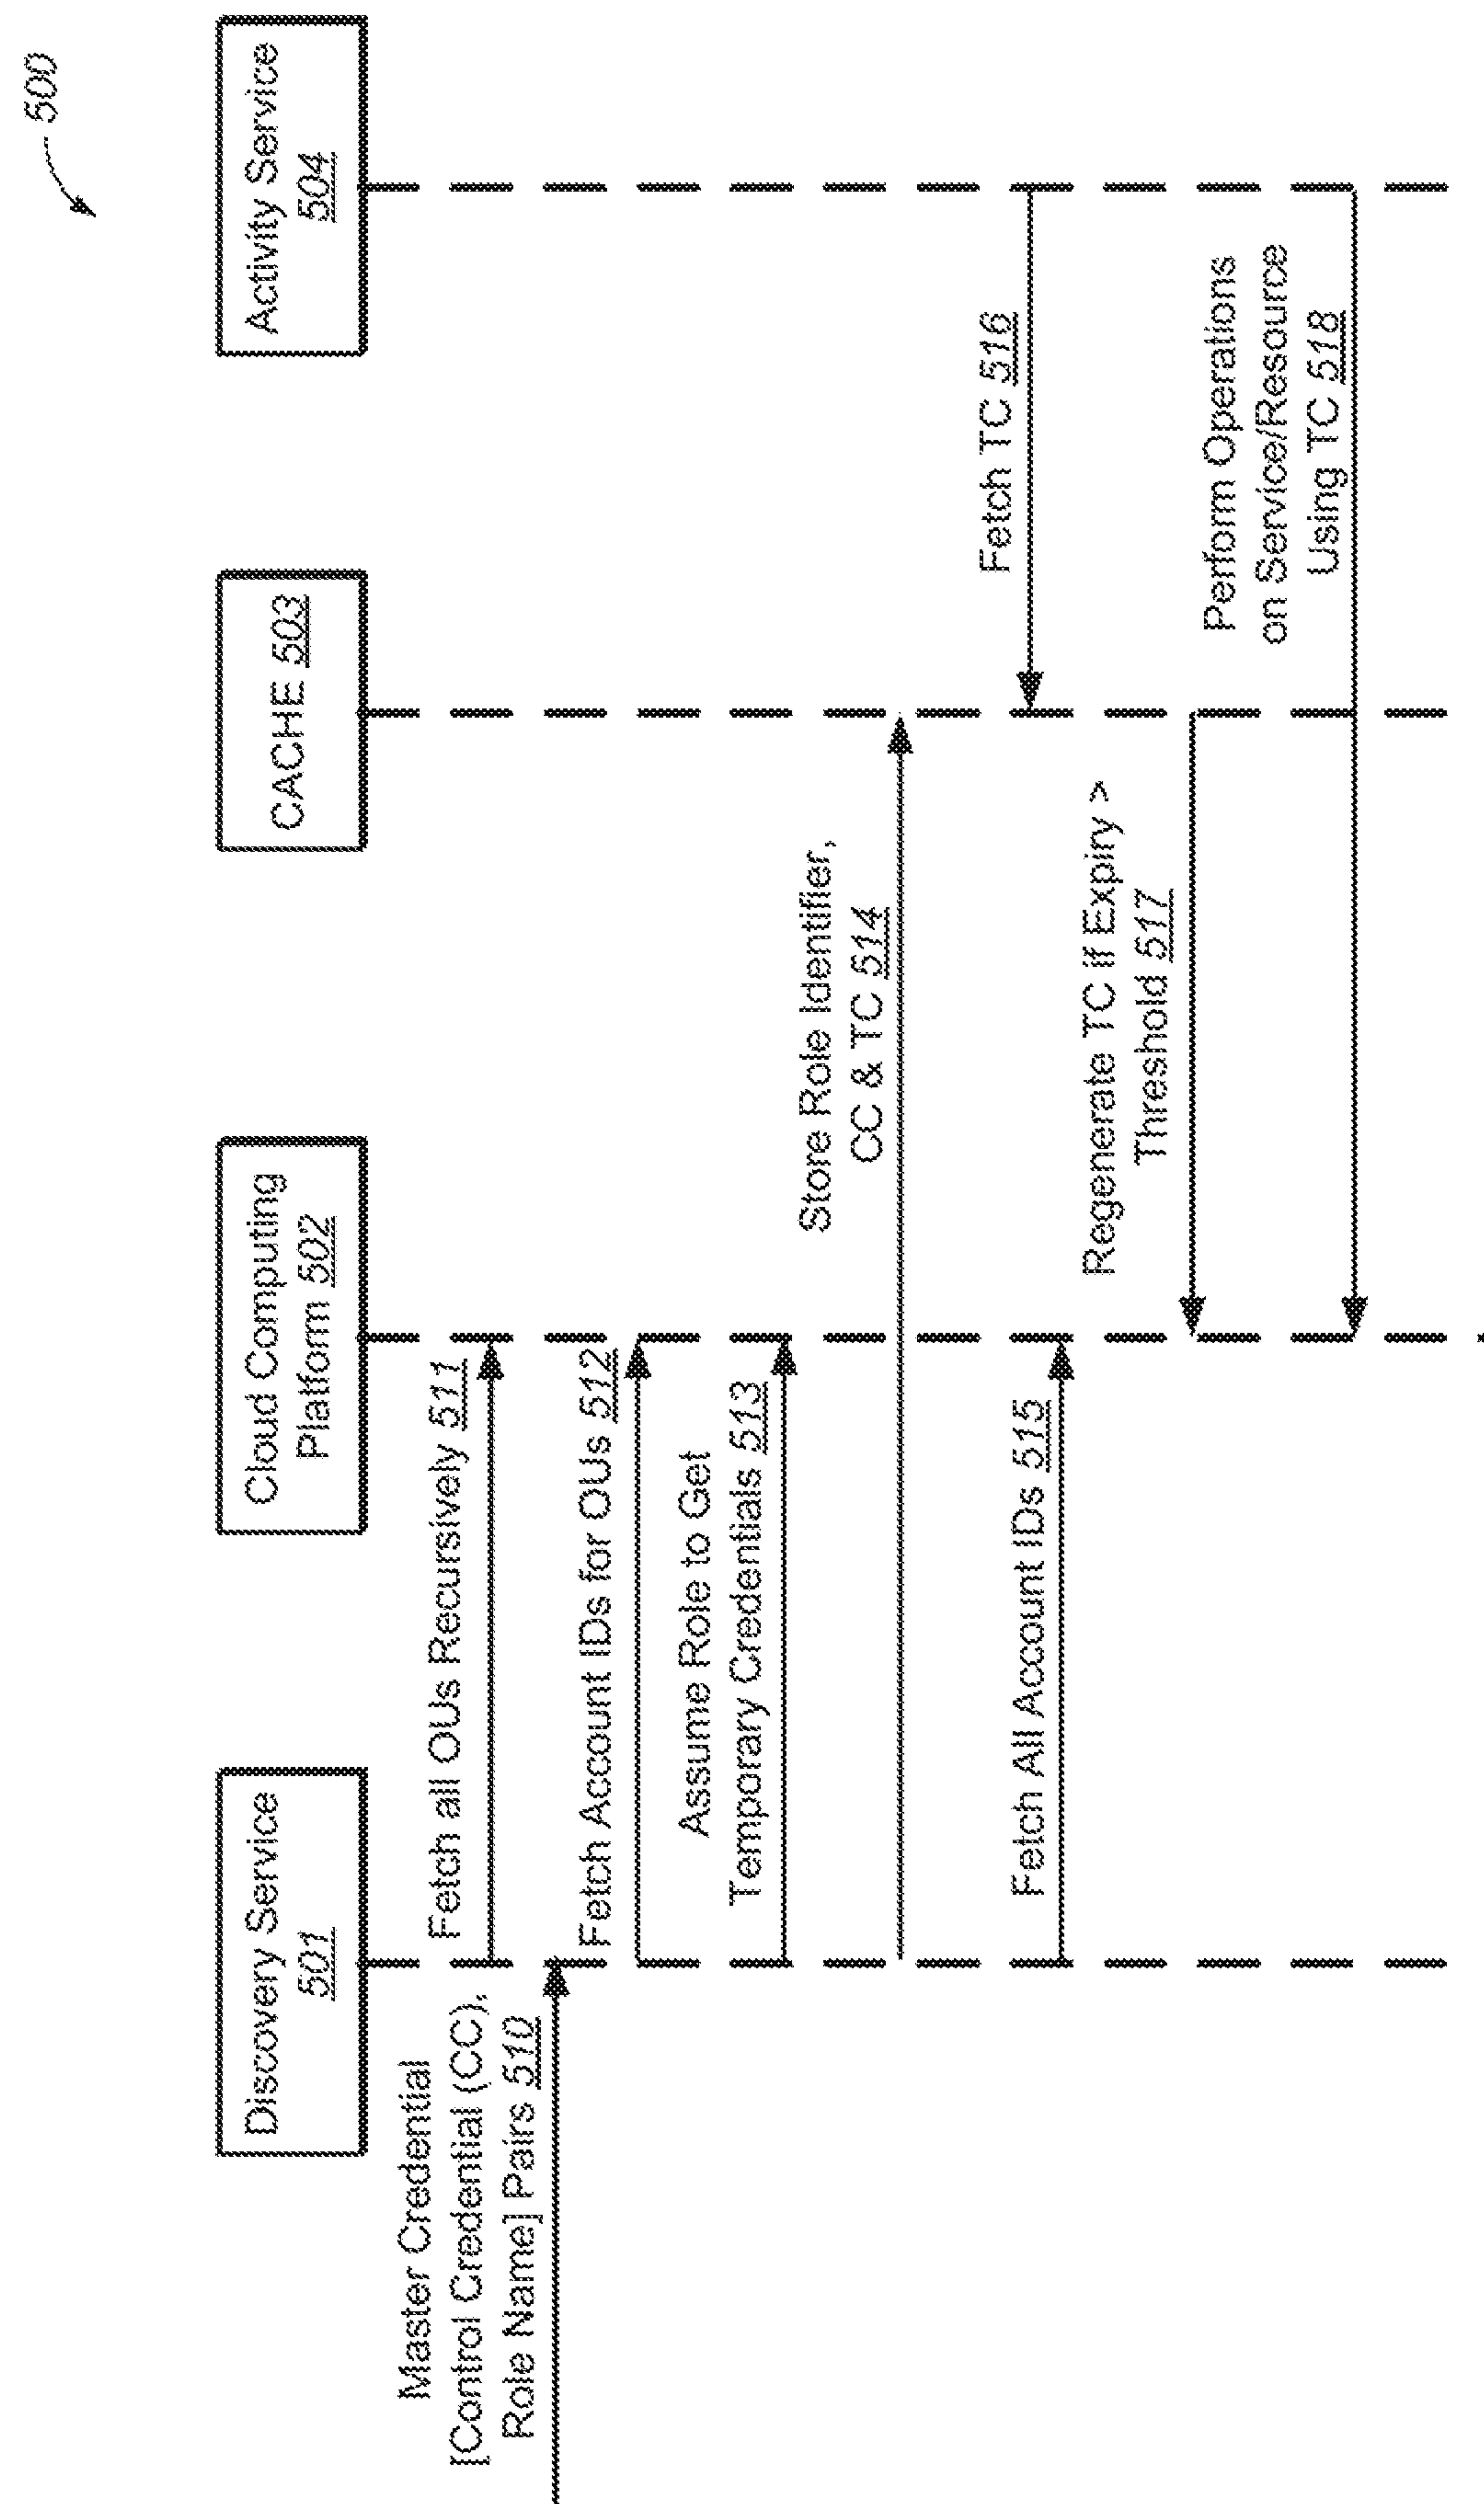 500
Discovery Service
501
Cloud Computing
Platform 502
CACHE 503
Activity Service
504
Master Credential
[Control Credential (CC),
Role Name] Pairs 510
Fetch all OUs Recursively 511
Fetch Account IDs for OUs 512
Assume Role to Get
Temporary Credentials 513
Store Role Identifier,
CC & TC 514
Fetch All Account IDs 515
Fetch TC 516
Regenerate TC if Expiry >
Threshold 517
Perform Operations
on Service/Resource
Using TC 518